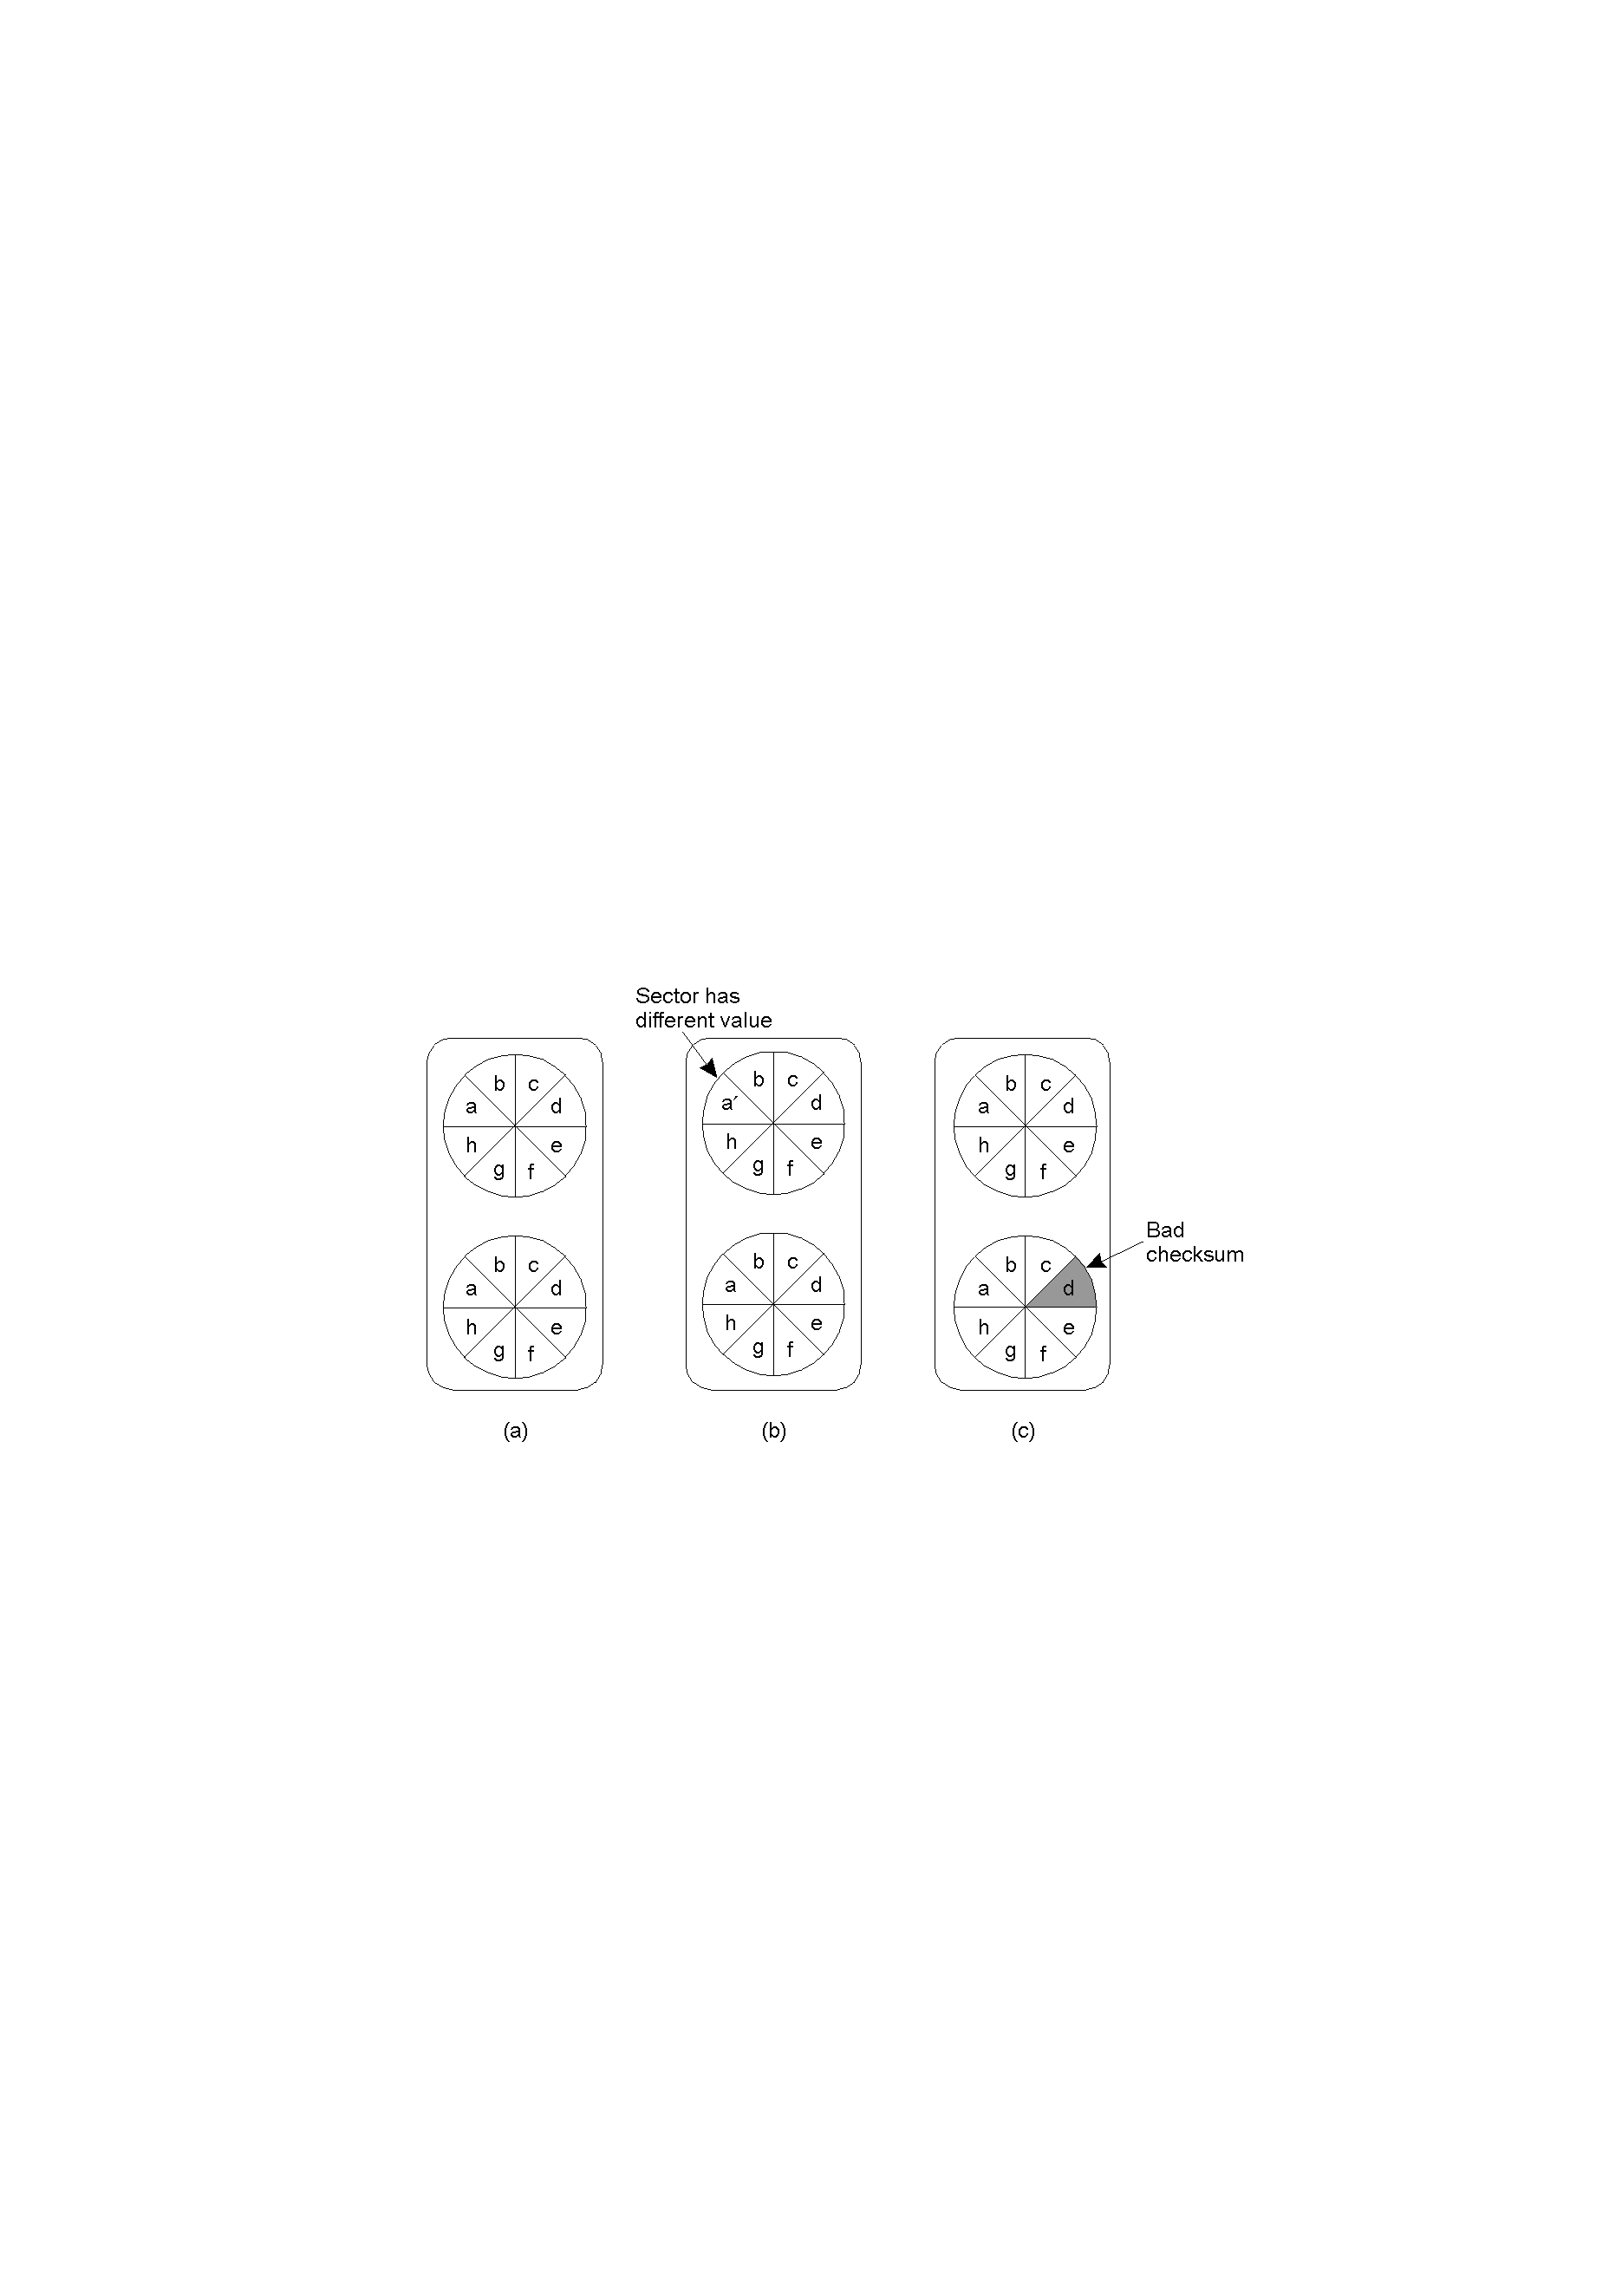 Sector has
different value
b c
a d
h e
g f
b c
a d
h e
g f
(a)
b c
a′ d
h e
g f
b c
a d
h e
g f
(b)
b c
a d
h e
g f
Bad
checksum
b c
a d
h e
g f
(c)